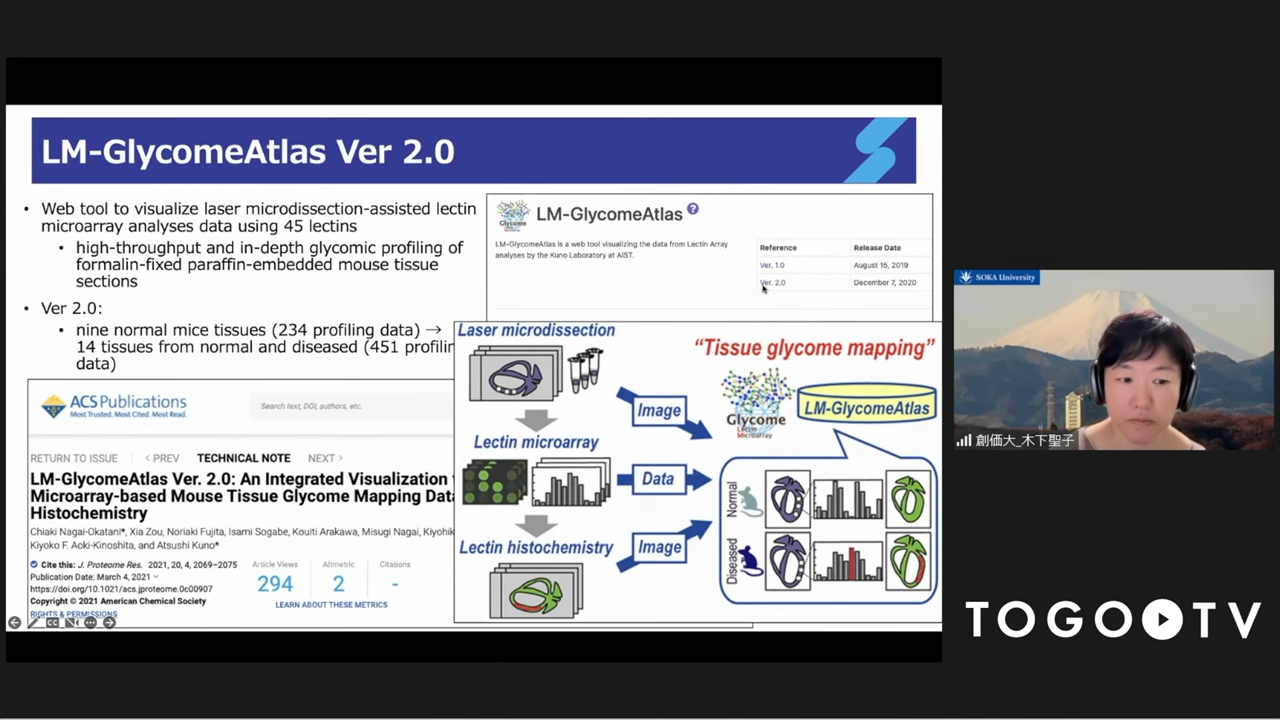 LM-GlycomeAtlas Ver 2.0
• Web tool to visualize laser microdissection-assisted lectin
microarray analyses data using 45 lectins
• high-throughput and in-depth glycomic profiling of
formalin-fixed paraffin-embedded mouse tissue
sections
• Ver 2.0:
• nine normal mice tissues (234 profiling data) →
14 tissues from normal and diseased (451 profilin
data)
Glycome
LM-GlycomeAtlas ?
LM-GlycomeAtlas is a web tool visualizing the data from Lectin Array
analyses by the Kuno Laboratory at AIST.
Reference Release Date
Ver. 1.0 August 15, 2019
Ver. 2.0 December 7, 2020
ACS Publications
Most Trusted. Most Cited. Most Read.
Search text, DOI, authors, etc.
RETURN TO ISSUE < PREV TECHNICAL NOTE NEXT >
LM-GlycomeAtlas Ver. 2.0: An Integrated Visualization
Microarray-based Mouse Tissue Glycome Mapping Dat
Histochemistry
Chiaki Nagai-Okatani*, Xia Zou, Noriaki Fujita, Isami Sogabe, Kouiti Arakawa, Misugi Nagai, Kiyohik
Kiyoko F. Aoki-Kinoshita, and Atsushi Kuno*
Cite this: J. Proteome Res. 2021, 20, 4, 2069–2075
Publication Date: March 4, 2021
https://doi.org/10.1021/acs.jproteome.0c00907
Copyright © 2021 American Chemical Society
RIGHTS & PERMISSIONS
Article Views Altmetric Citations
294 2 -
LEARN ABOUT THESE METRICS
Laser microdissection
Lectin microarray
Lectin histochemistry
Image
Data
Image
"Tissue glycome mapping"
Glycome
Lectin
Microarray
LM-GlycomeAtlas
Normal
Diseased
CC
SOKA University
創価大_木下聖子
TOGO TV